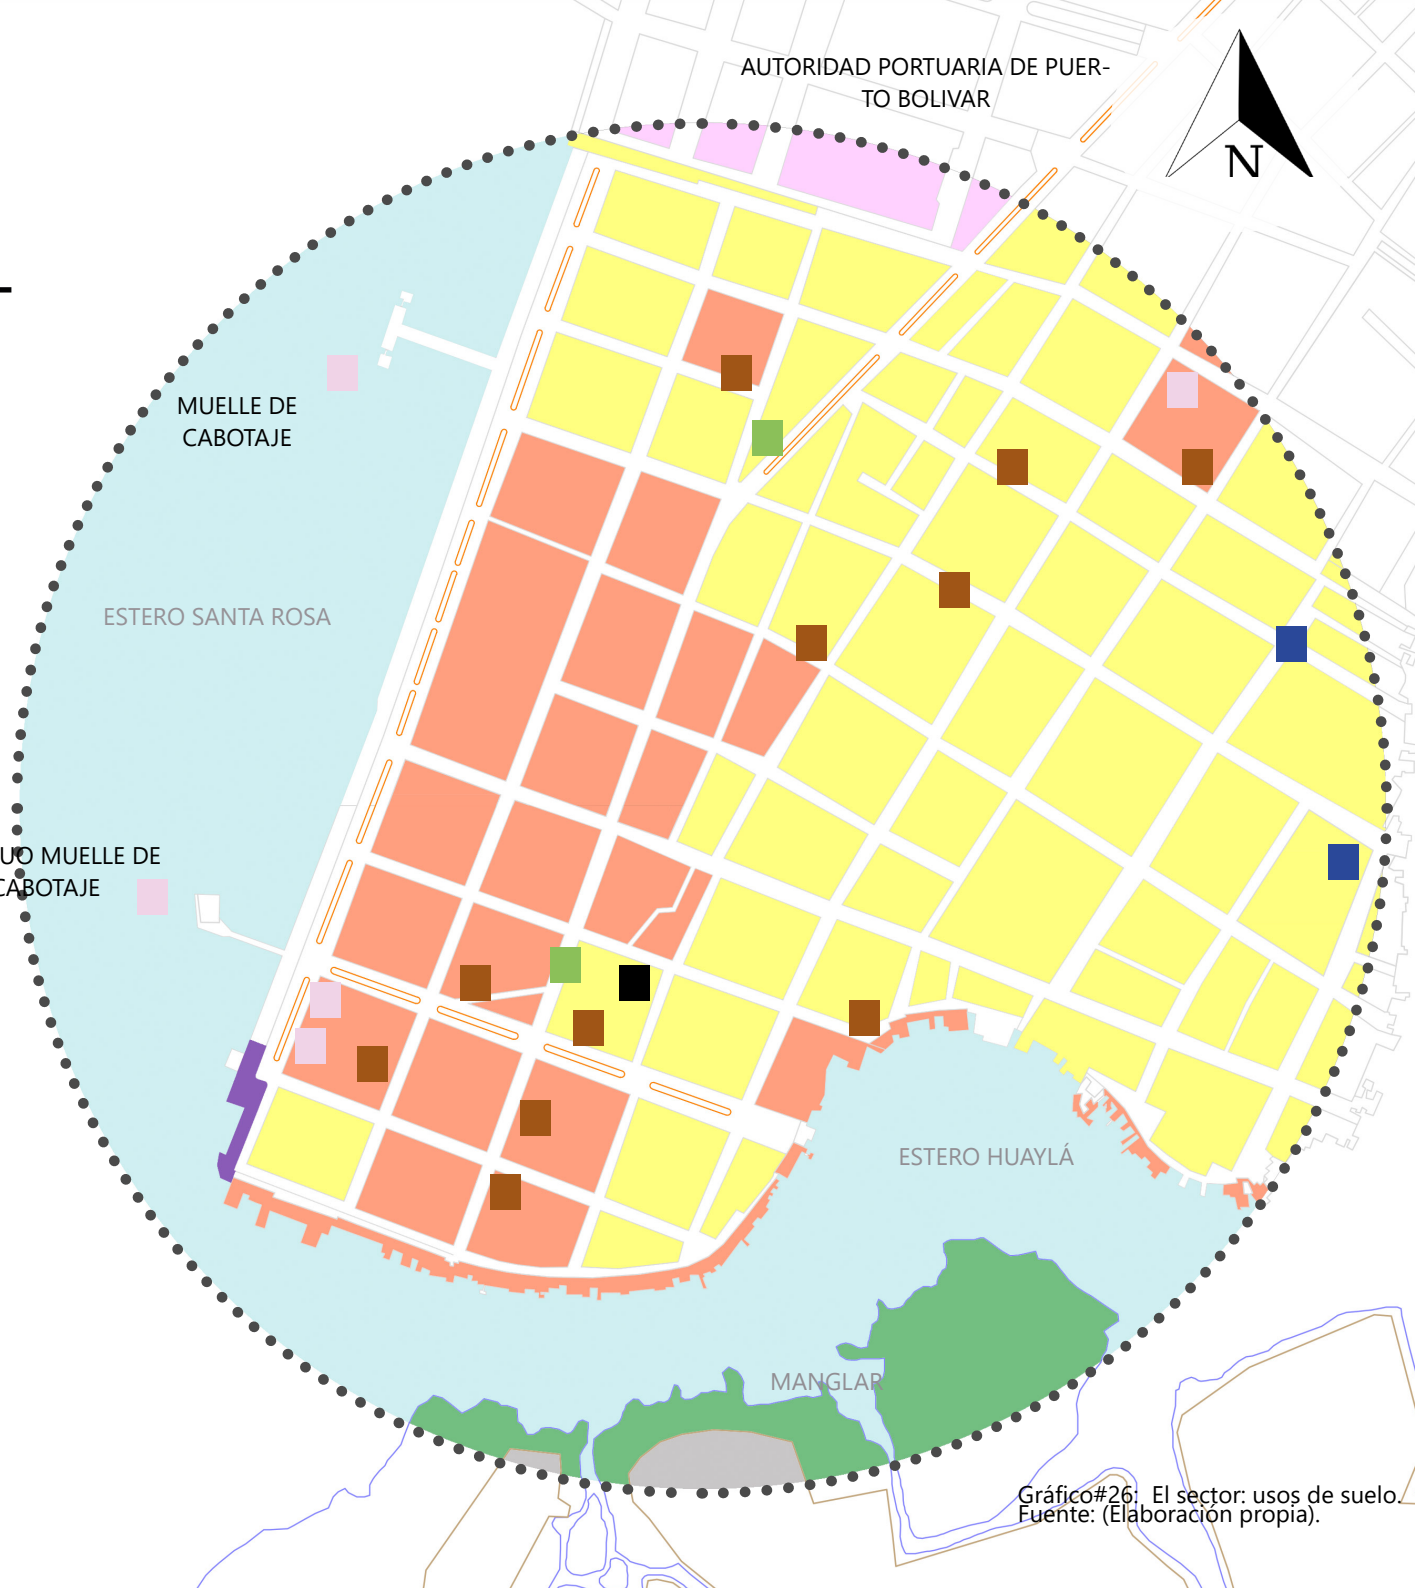 AUTORIDAD PORTUARIA DE PUER-
TO BOLIVAR
N
MUELLE DE
CABOTAJE
ESTERO SANTA ROSA
UO MUELLE DE
CABOTAJE
ESTERO HUAYLÁ
MANGLAR
Gráfico#26: El sector: usos de suelo.
Fuente: (Elaboración propia).